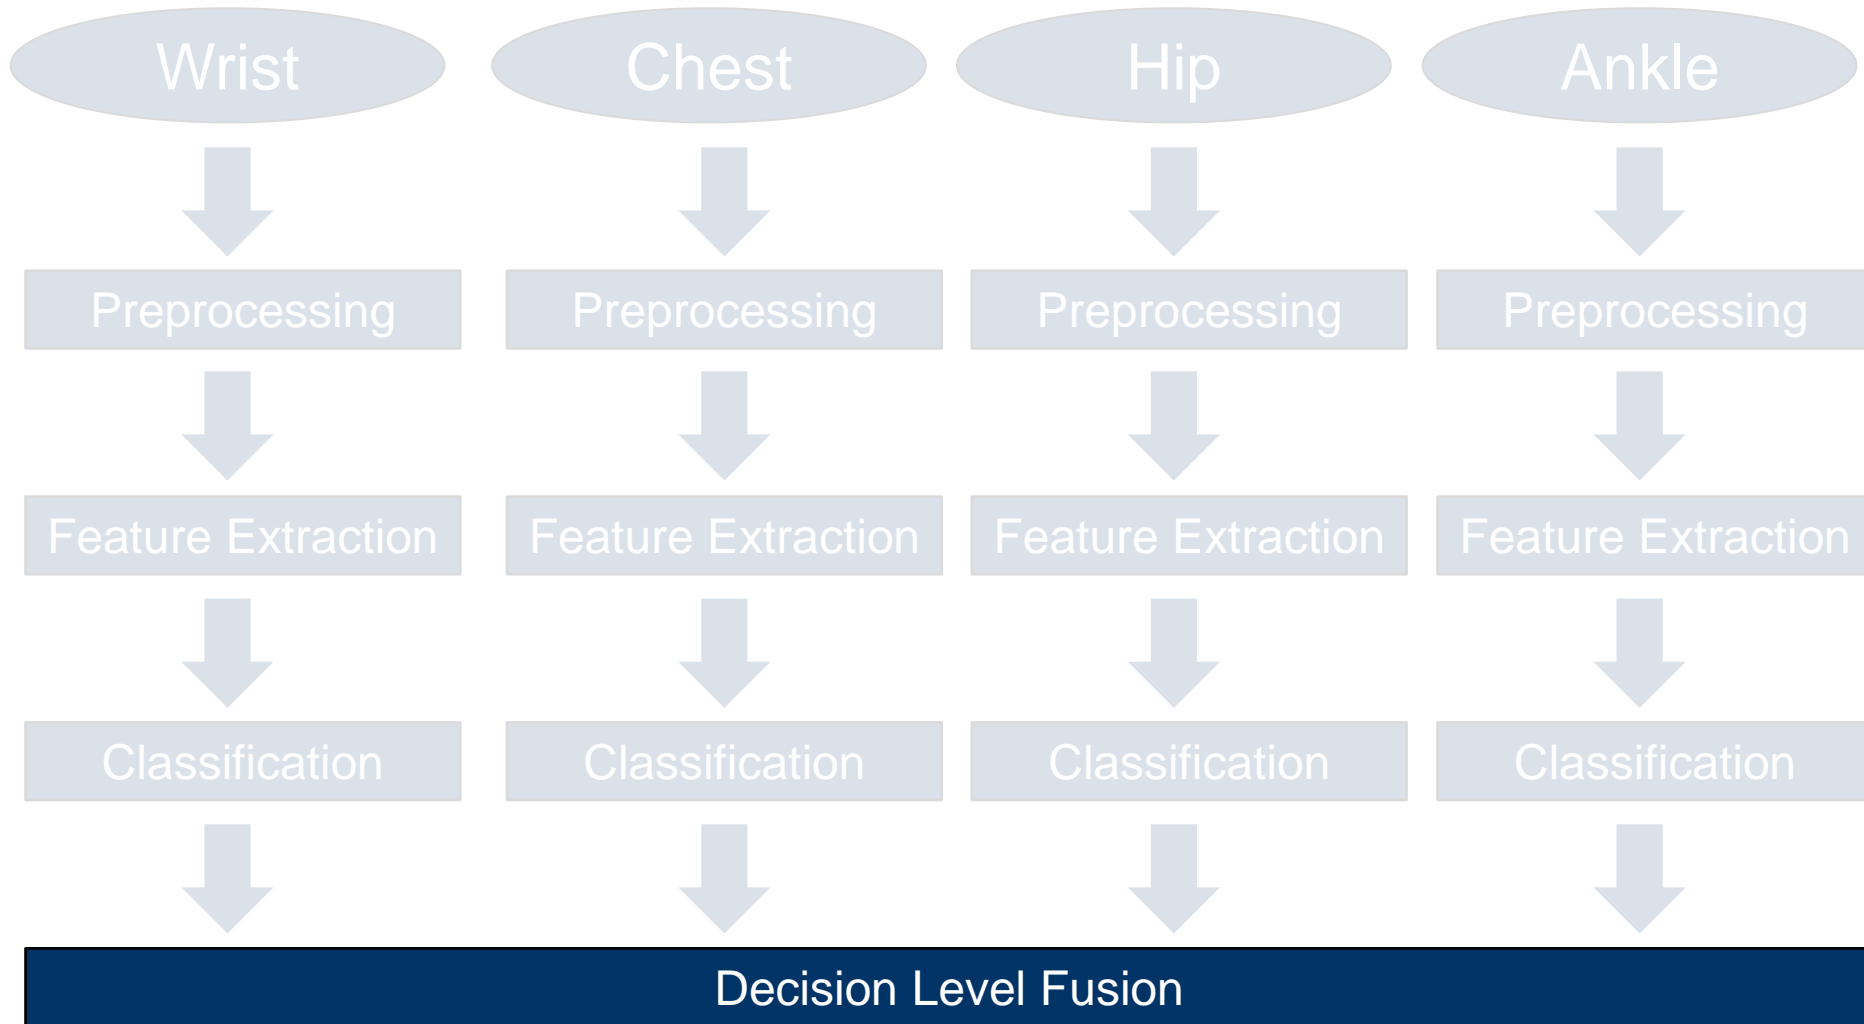 Wrist
Chest
Hip
Ankle
Preprocessing
Preprocessing
Preprocessing
Preprocessing
Feature Extraction
Feature Extraction
Feature Extraction
Feature Extraction
Classification
Classification
Classification
Classification
Decision Level Fusion